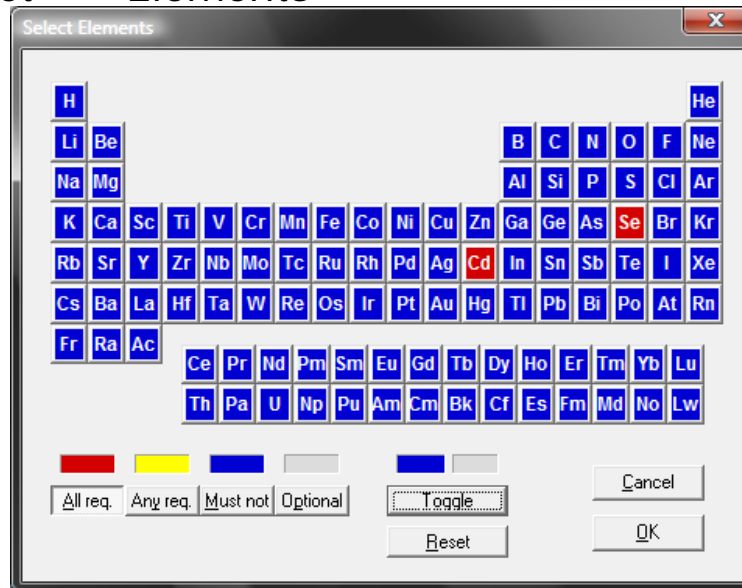 Elements
Select Elements
H He
Li Be B C N O F Ne
Na Mg Al Si P S Cl Ar
K Ca Sc Ti V Cr Mn Fe Co Ni Cu Zn Ga Ge As Se Br Kr
Rb Sr Y Zr Nb Mo Tc Ru Rh Pd Ag Cd In Sn Sb Te I Xe
Cs Ba La Hf Ta W Re Os Ir Pt Au Hg Tl Pb Bi Po At Rn
Fr Ra Ac
Ce Pr Nd Pm Sm Eu Gd Tb Dy Ho Er Tm Yb Lu
Th Pa U Np Pu Am Cm Bk Cf Es Fm Md No Lw
All req. Any req. Must not Optional Toggle Cancel
Reset OK